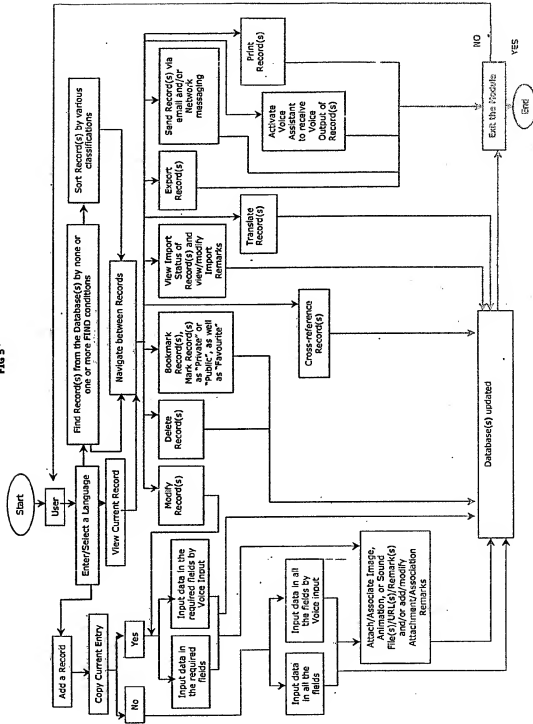 FIG 5
Start
User
Enter/Select a Language
Find Record(s) from the Database(s) by none or
one or more FIND conditions
Sort Record(s) by various
classifications
View Current Record
Navigate between Records
Add a Record
Copy Current Entry
No
Yes
Input data in
the required
fields
Input data in the
required fields by
Voice Input
Input data in
all the
fields
Input data in all
the fields by
Voice input
Attach/Associate Image,
Animation, or Sound
File(s)/URL(s)/Remark(s)
and/or add/modify
Attachment/Association
Remarks
Modify
Record(s)
Delete
Record(s)
Bookmark
Record(s),
Mark Record(s)
as "Private" or
"Public", as well
as "Favourite"
Cross-reference
Record(s)
View Import
Status of
Record(s) and
view/modify
Import
Remarks
Translate
Record(s)
Export
Record(s)
Send Record(s) via
email and/or
Network
messaging
Activate
Voice
Assistant
to receive
Voice
Output of
Record(s)
Print
Record(s)
Database(s) updated
Exit the Module
NO
YES
End